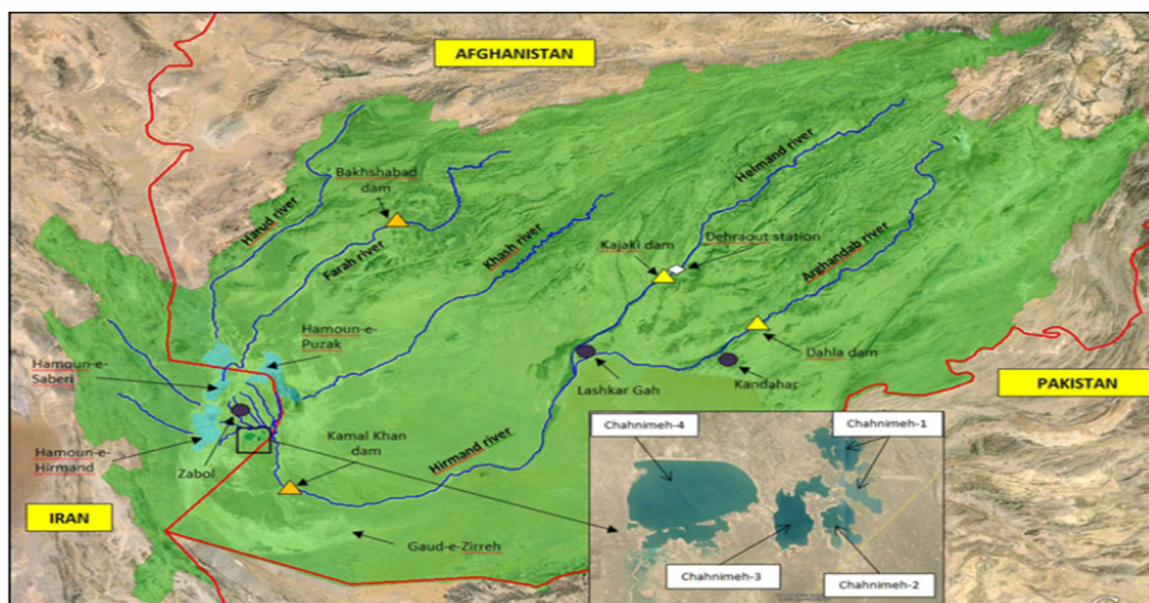 AFGHANISTAN
Bakhshabad
dam
Harud river
Farah river
Khash river
Helmand river
Kajaki dam
Dehraout station
Arghandab river
Hamoun-e-
Puzak
Hamoun-e-
Saberi
Dahla dam
Lashkar Gah
Kandahar
PAKISTAN
Hamoun-e-
Hirmand
Zabol
Kamal Khan
dam
Hirmand river
IRAN
Gaud-e-Zirreh
Chahnimeh-4
Chahnimeh-1
Chahnimeh-3
Chahnimeh-2